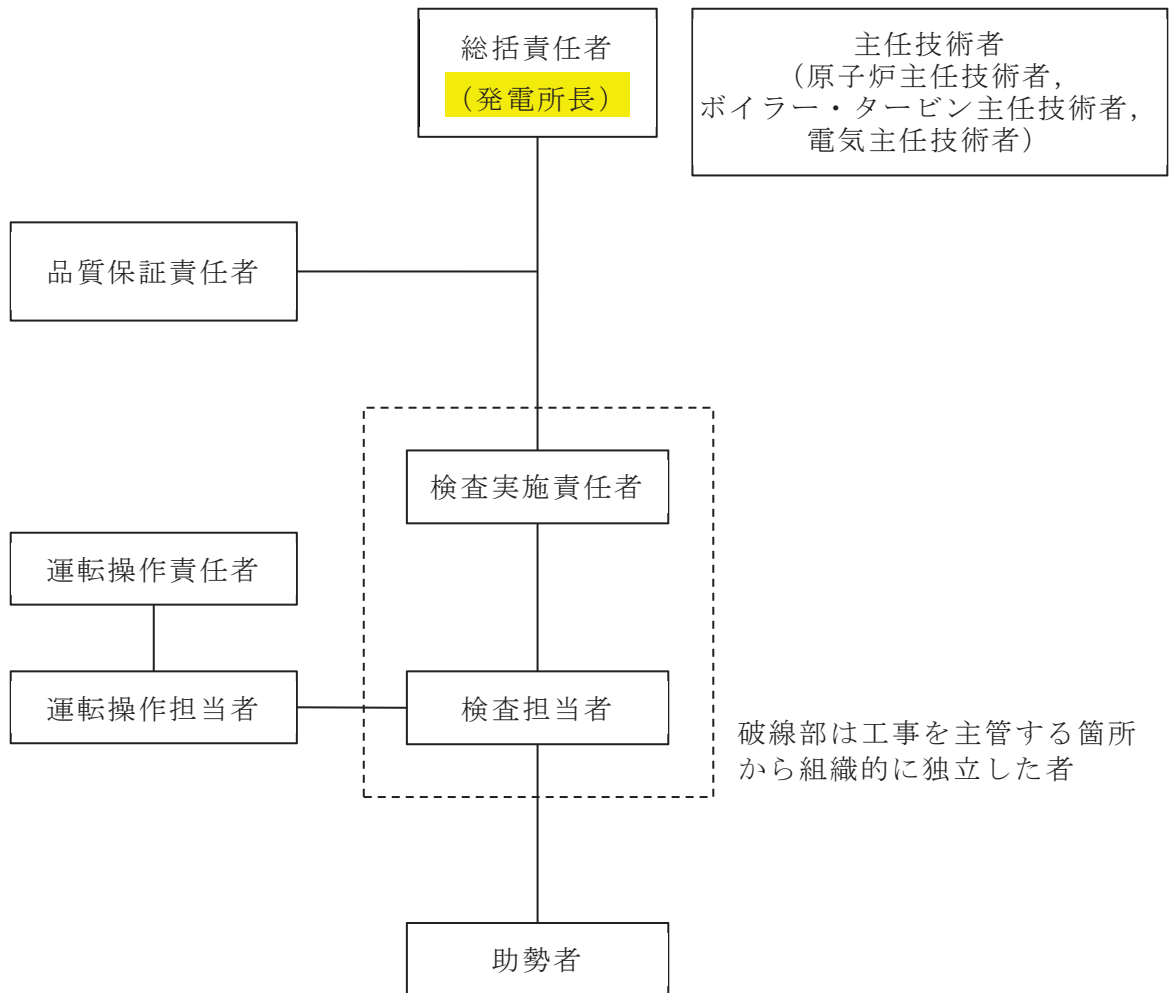 総括責任者
（発電所長）
主任技術者
（原子炉主任技術者，
ボイラー・タービン主任技術者，
電気主任技術者）
品質保証責任者
検査実施責任者
運転操作責任者
運転操作担当者
検査担当者
破線部は工事を主管する箇所
から組織的に独立した者
助勢者